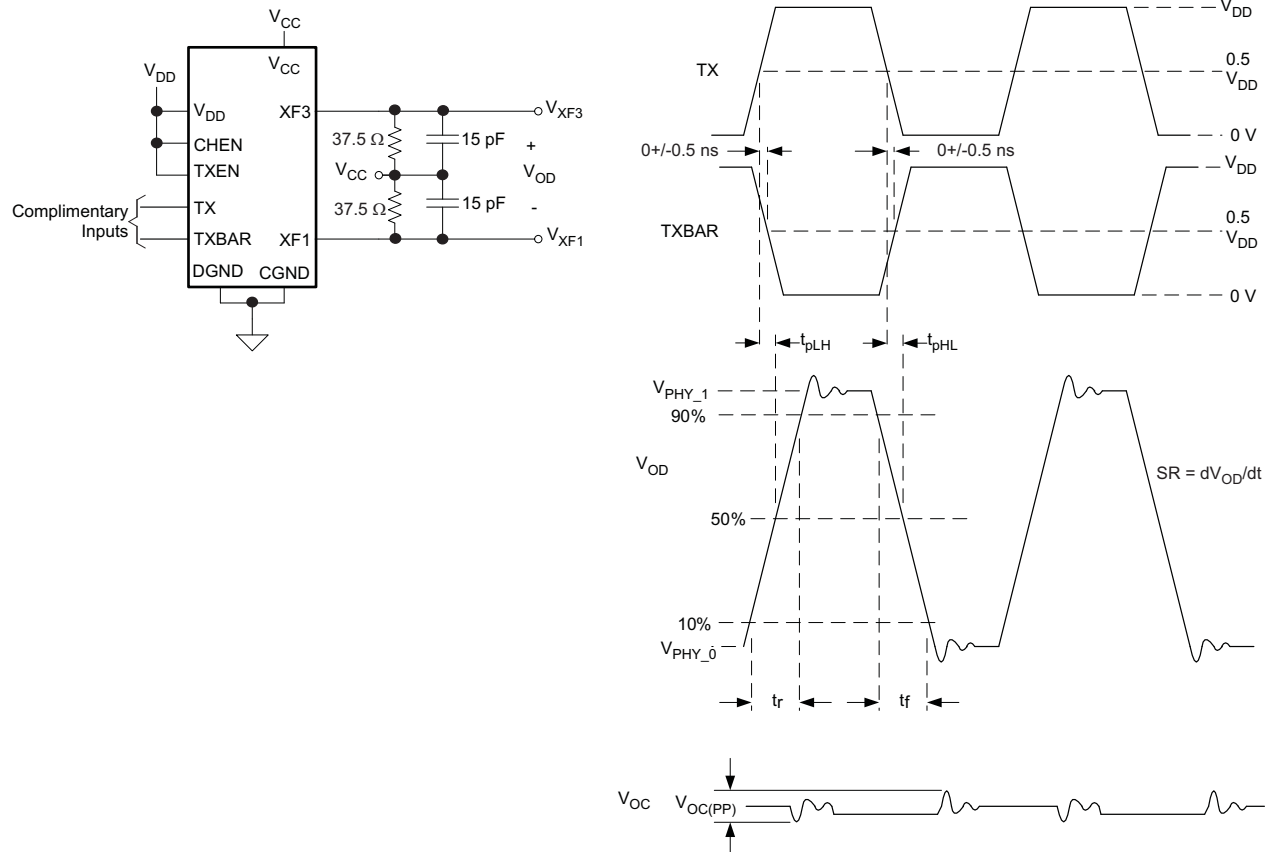 VCC
VCC
VDD
VDD
XF3
VXF3
CHEN
37.5 Ω
15 pF
+
TXEN
VCC
VOD
Complimentary
Inputs
TX
37.5 Ω
15 pF
-
TXBAR
XF1
VXF1
DGND
CGND
VDD
TX
0.5
VDD
0 V
0+/-0.5 ns
0+/-0.5 ns
VDD
TXBAR
0.5
VDD
0 V
tpLH
tpHL
VPHY_1
90%
VOD
SR = dVOD/dt
50%
10%
VPHY_0
tr
tf
VOC
VOC(PP)